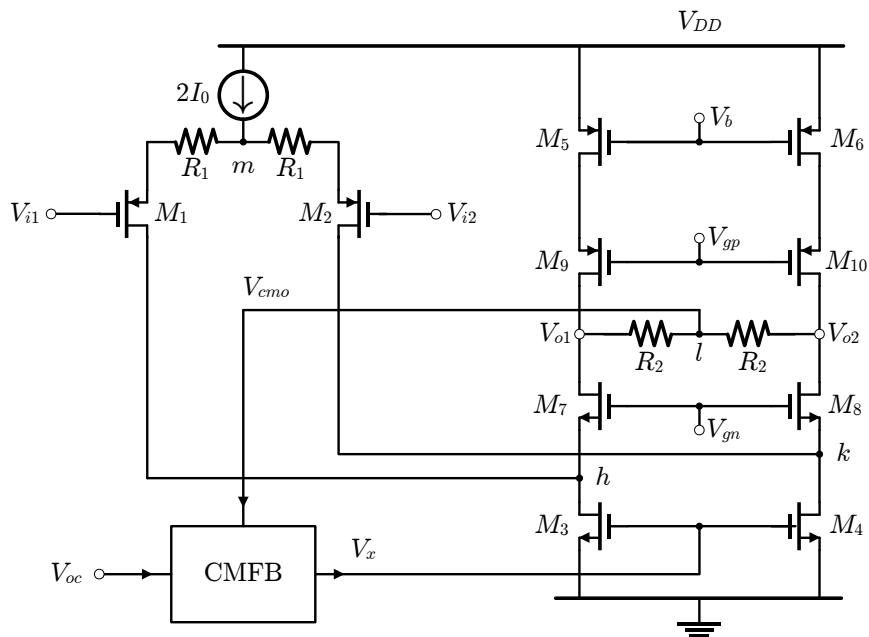 V_DD
2I_0
V_b
M_5
M_6
R_1 m R_1
V_i1
M_1
M_2
V_i2
V_gp
M_9
M_10
V_cmo
V_o1
V_o2
R_2 l R_2
M_7
M_8
V_gn
k
h
M_3
M_4
V_x
V_oc
CMFB